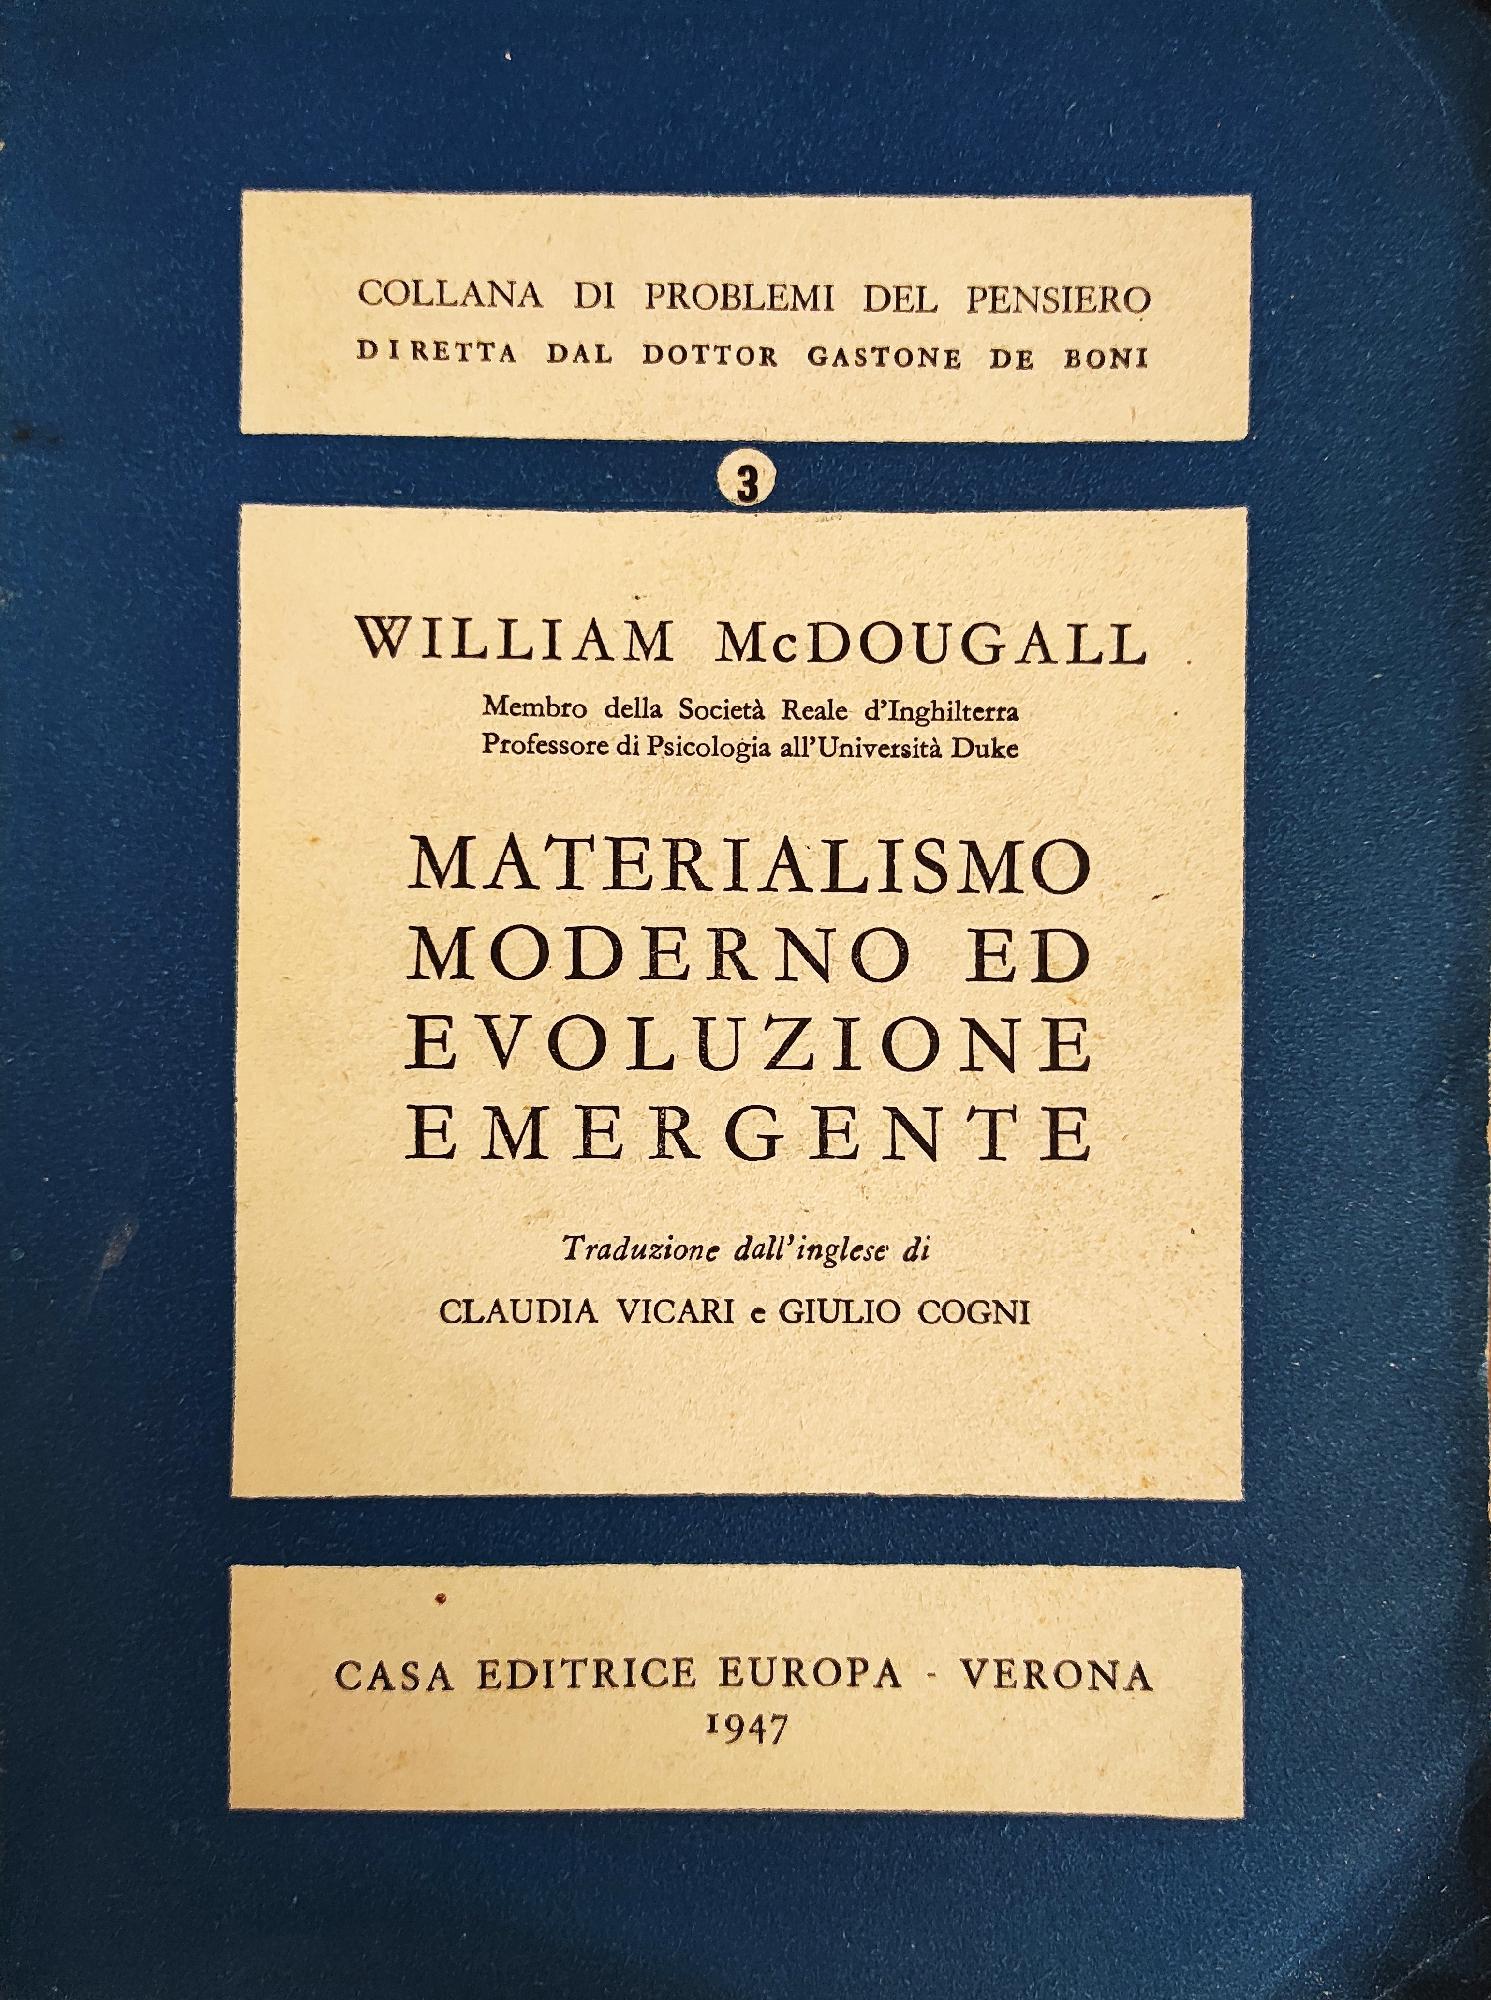 COLLANA DI PROBLEMI DEL PENSIERO
DIRETTA DAL DOTTOR GASTONE DE BONI
3
WILLIAM McDOUGALL
Membro della Società Reale d'Inghilterra
Professore di Psicologia all'Università Duke
MATERIALISMO
MODERNO ED
EVOLUZIONE
EMERGENTE
Traduzione dall'inglese di
CLAUDIA VICARI e GIULIO COGNI
CASA EDITRICE EUROPA - VERONA
1947